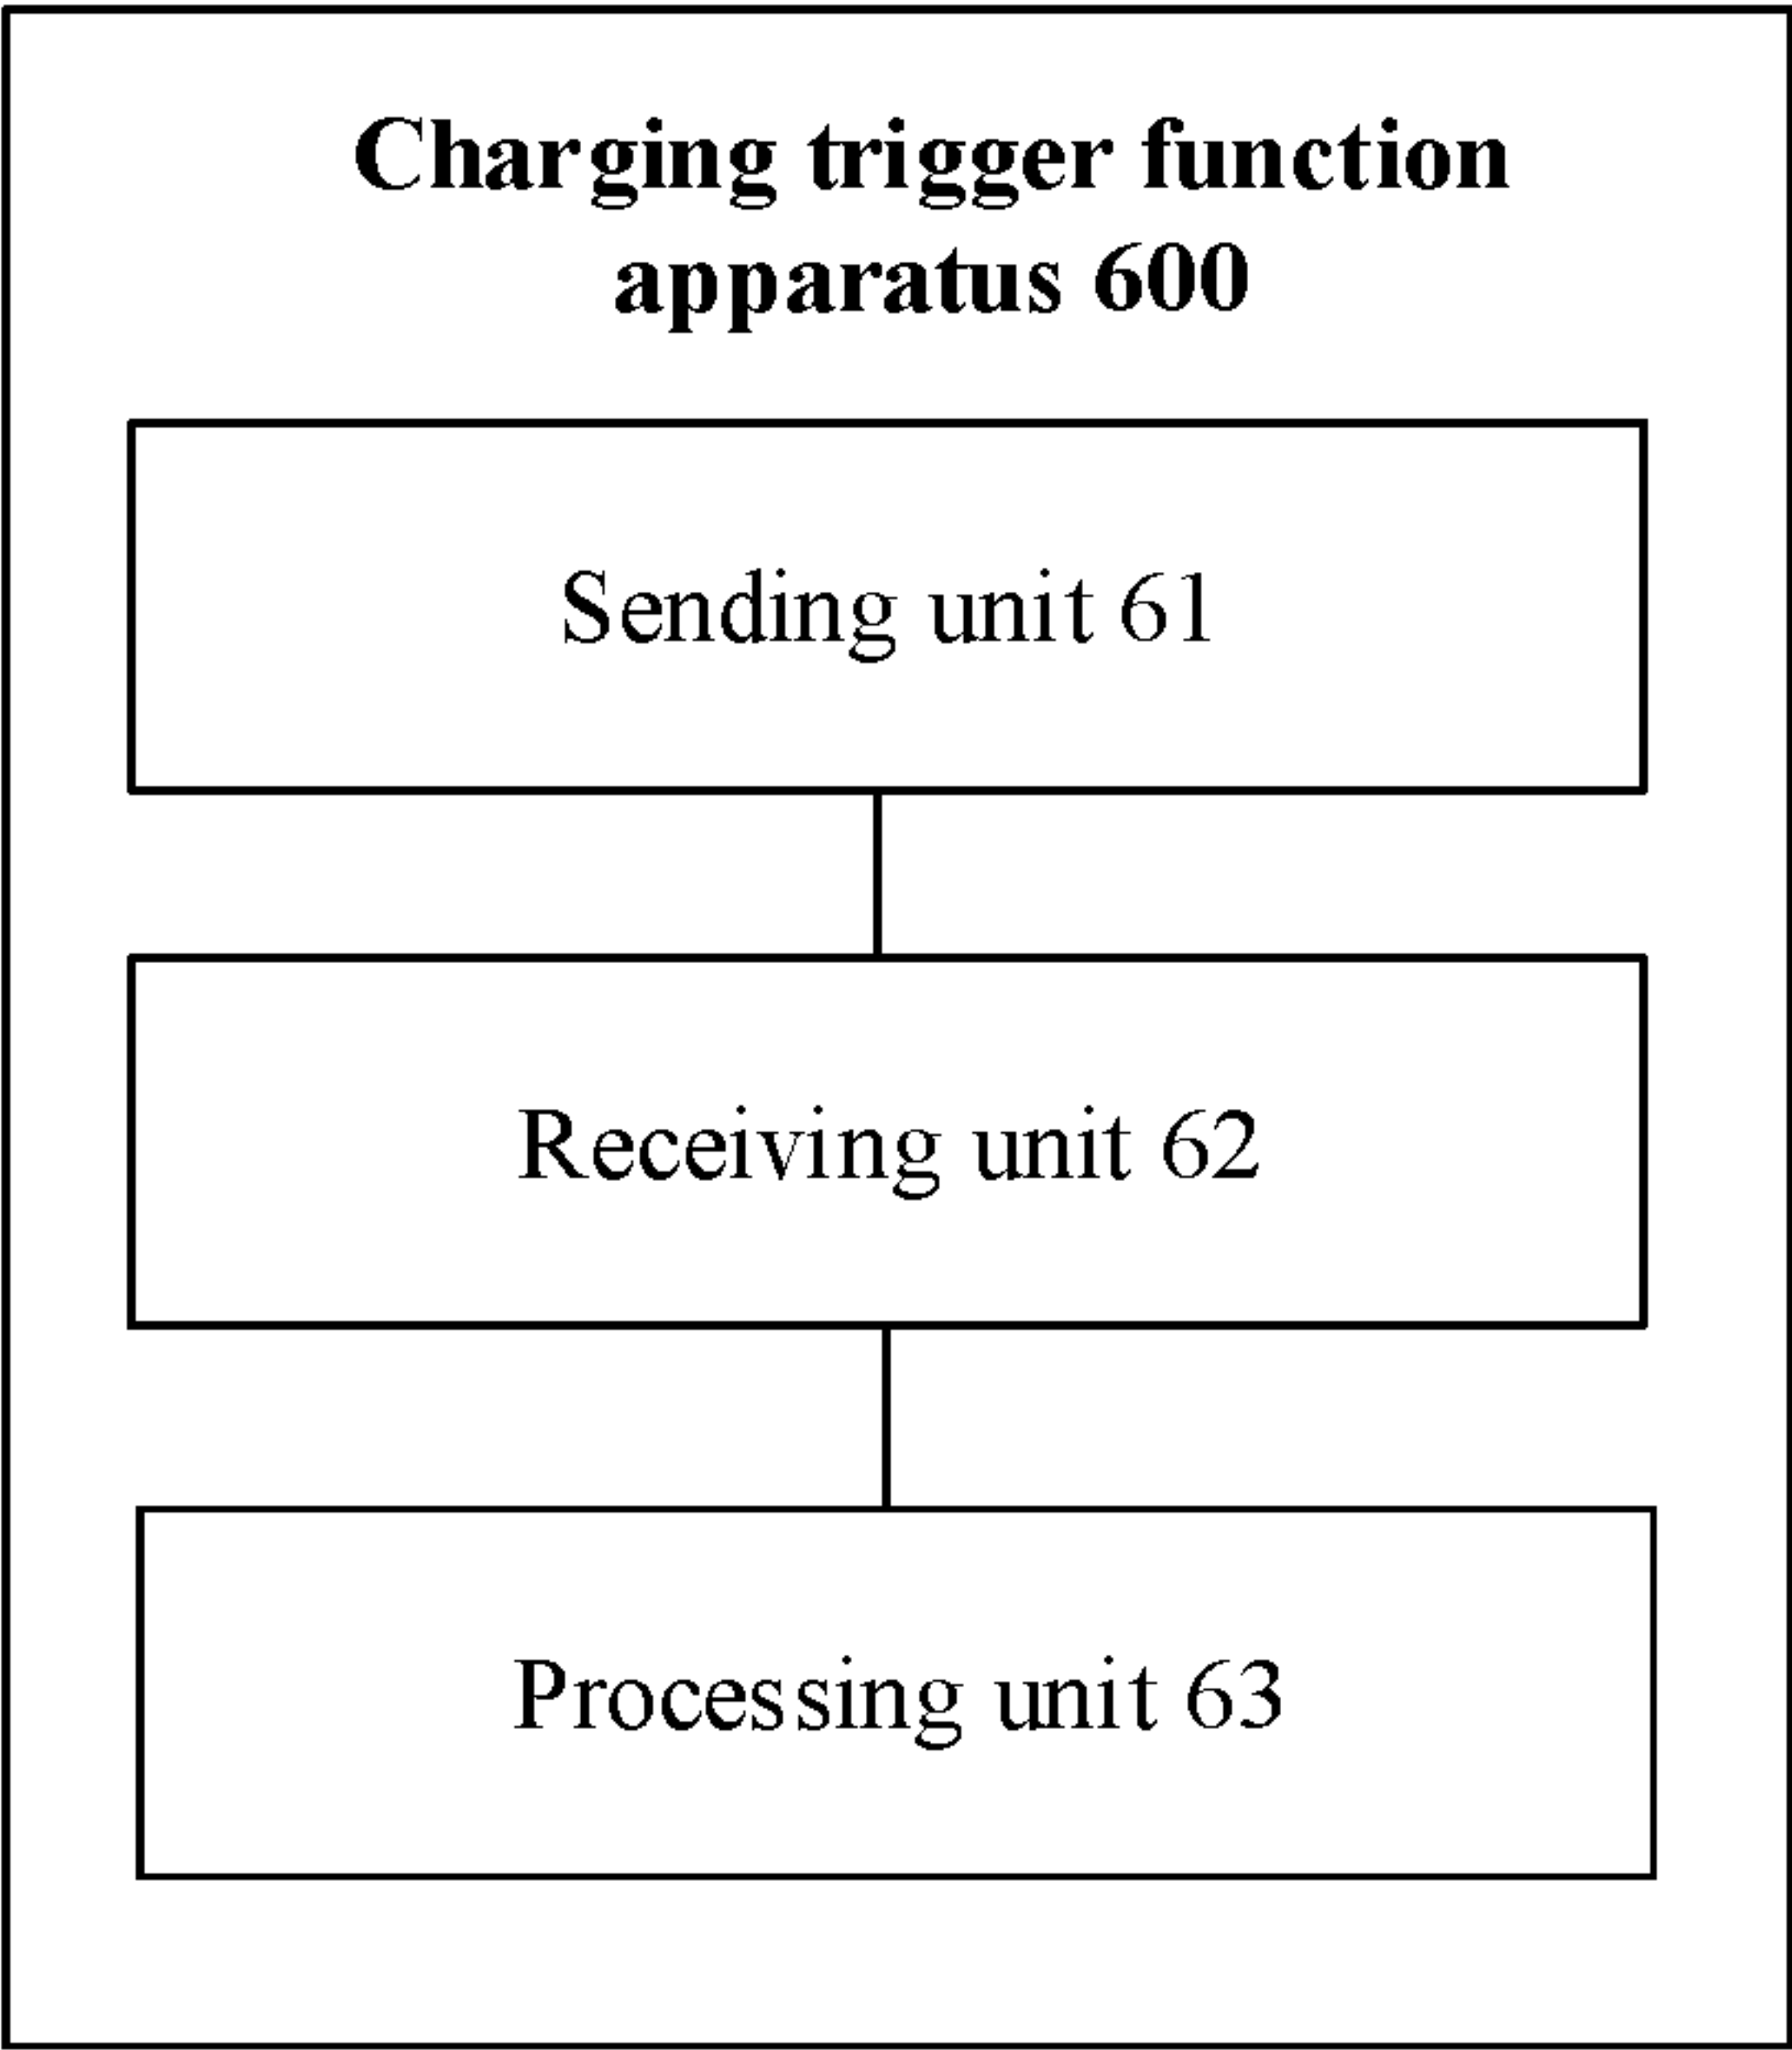 Charging trigger function
apparatus 600
Sending unit 61
Receiving unit 62
Processing unit 63